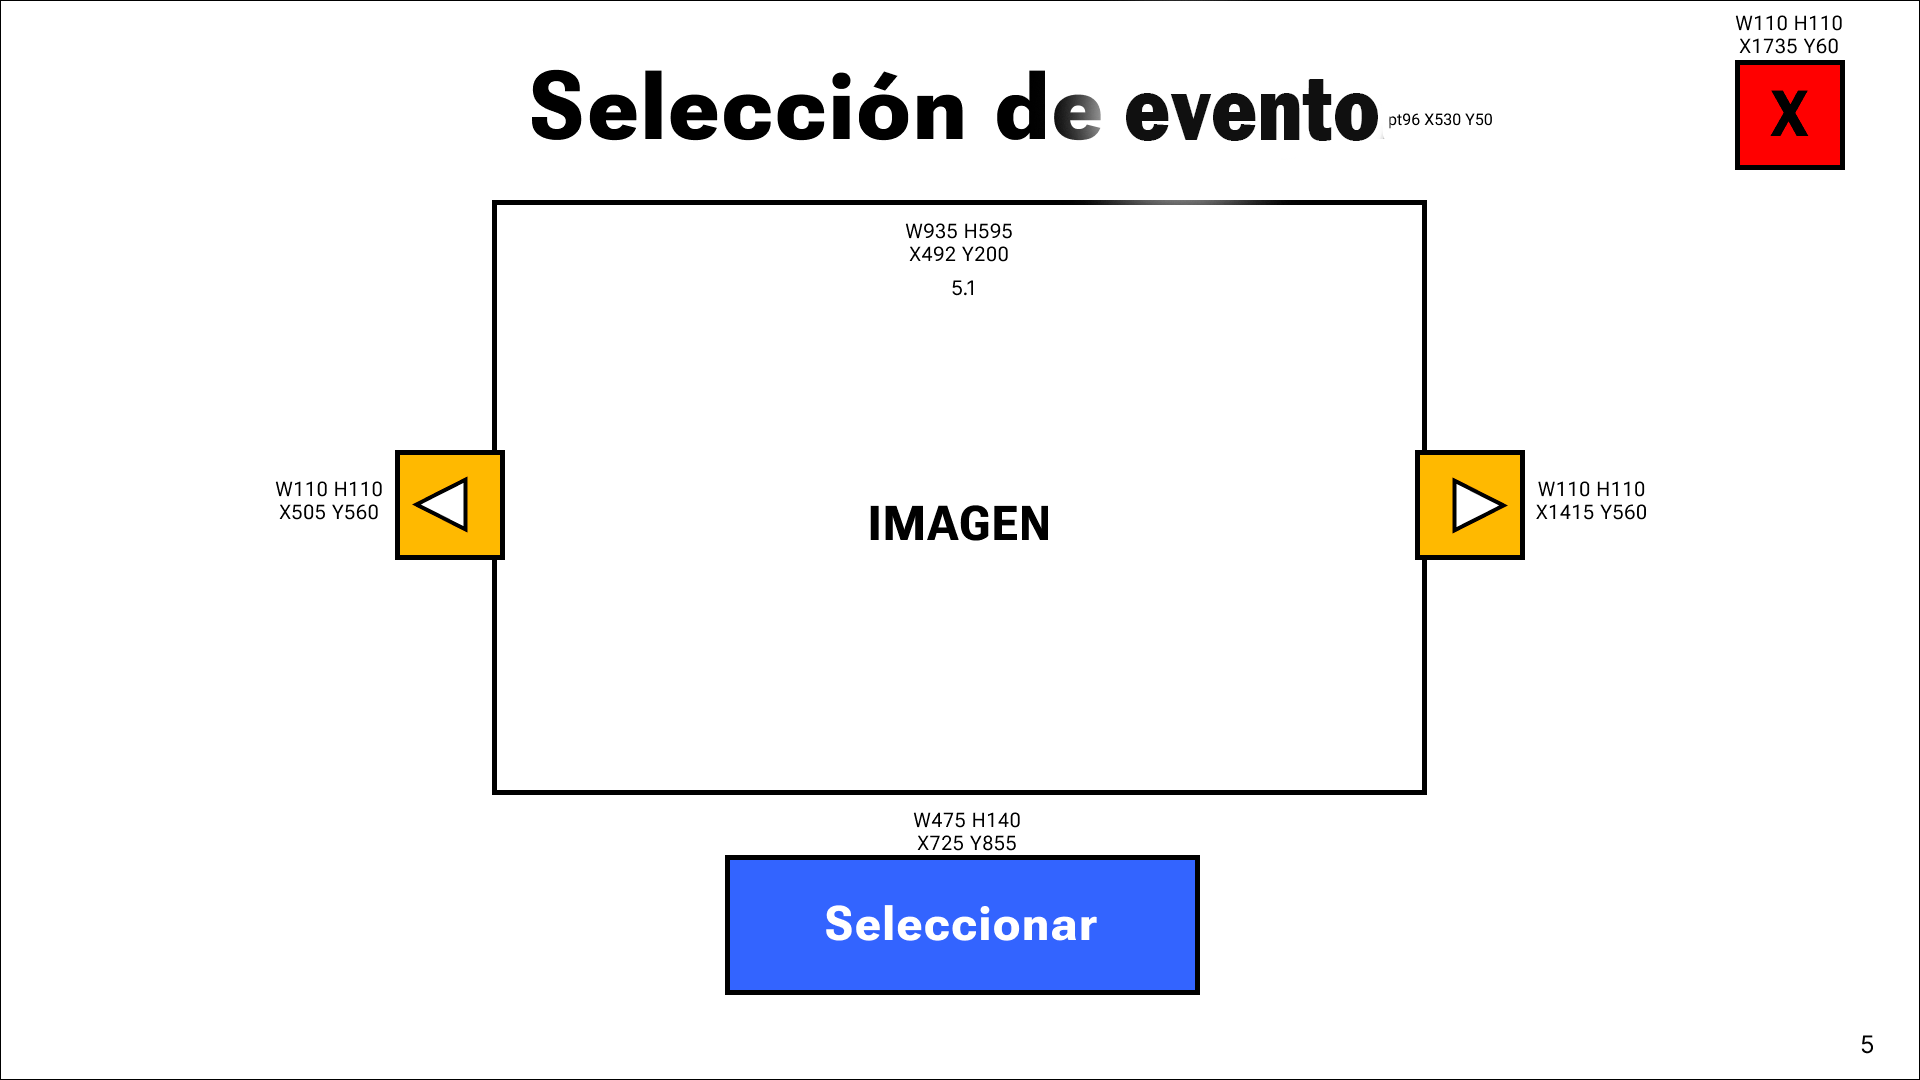 W110 H110
X1735 Y60
X
Selección de evento
pt96 X530 Y50
W935 H595
X492 Y200
5.1
W110 H110
X505 Y560
IMAGEN
W110 H110
X1415 Y560
W475 H140
X725 Y855
Seleccionar
5